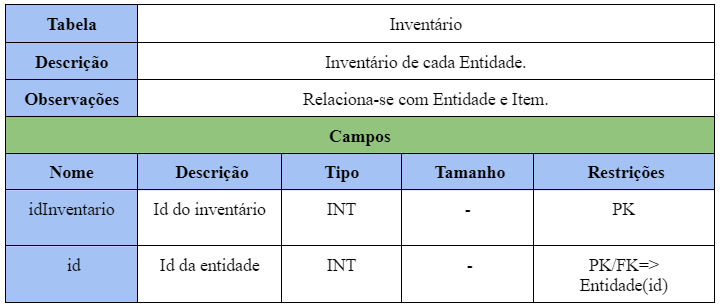 Tabela Inventário
Descrição Inventário de cada Entidade.
Observações Relaciona-se com Entidade e Item.
Campos
Nome Descrição Tipo Tamanho Restrições
idInventario Id do inventário INT - PK
id Id da entidade INT - PK/FK=>
Entidade(id)